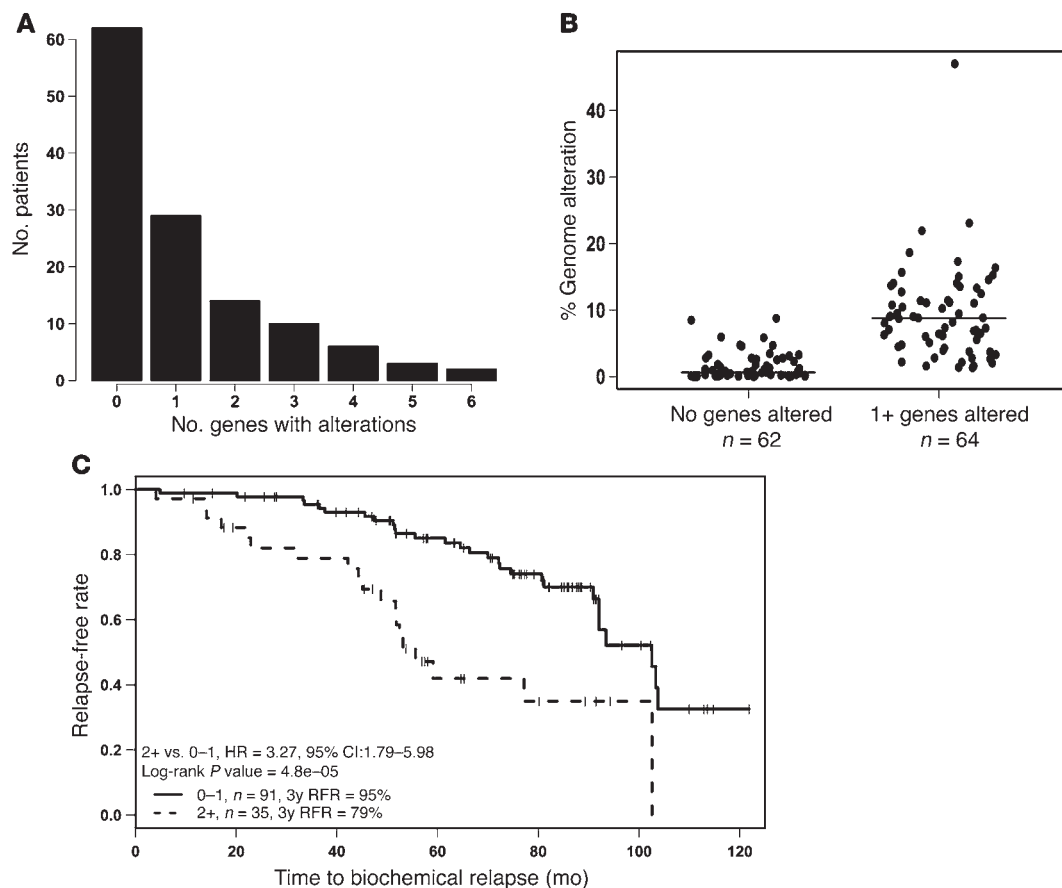 A
No. patients
60
50
40
30
20
10
0
0 1 2 3 4 5 6
No. genes with alterations
B
% Genome alteration
40
30
20
10
0
No genes altered 1+ genes altered
n = 62 n = 64
C
Relapse-free rate
1.0
0.8
0.6
0.4
0.2
0.0
2+ vs. 0–1, HR = 3.27, 95% CI:1.79–5.98
Log-rank P value = 4.8e–05
0–1, n = 91, 3y RFR = 95%
2+, n = 35, 3y RFR = 79%
0 20 40 60 80 100 120
Time to biochemical relapse (mo)